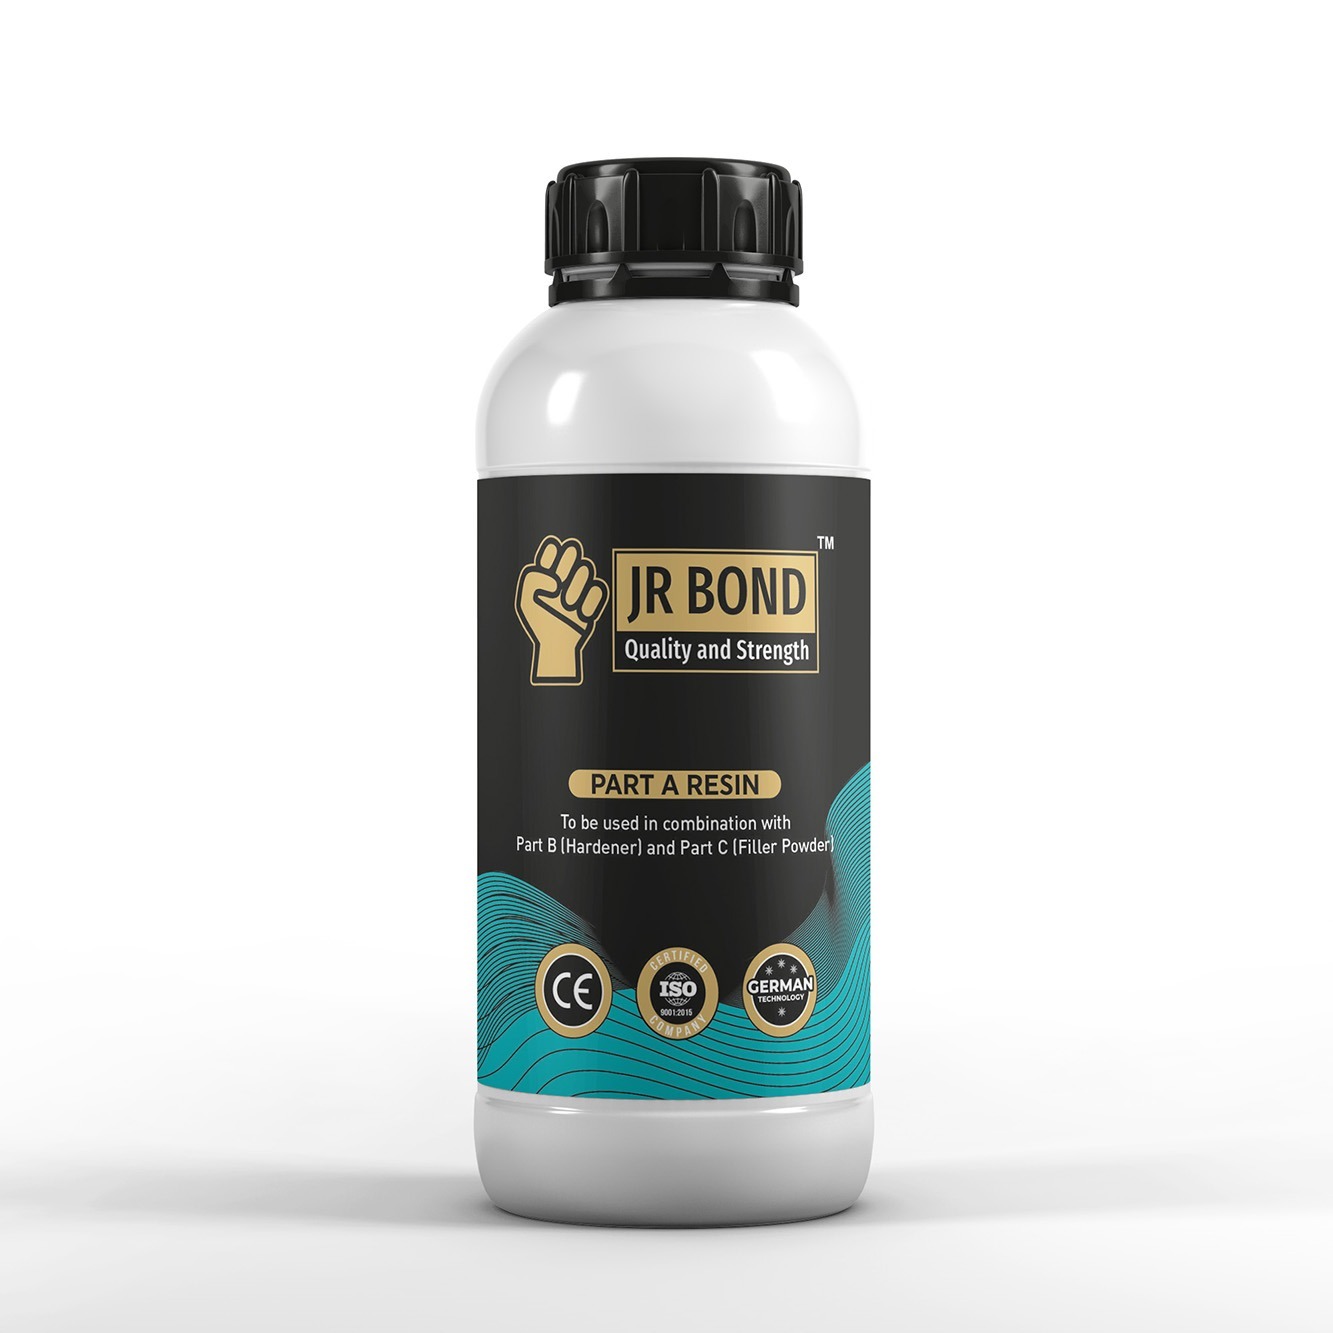 TM
JR BOND
Quality and Strength
PART A RESIN
To be used in combination with
Part B (Hardener) and Part C (Filler Powder)
CE
CERTIFIED
ISO
9001:2015
COMPANY
GERMAN
TECHNOLOGY